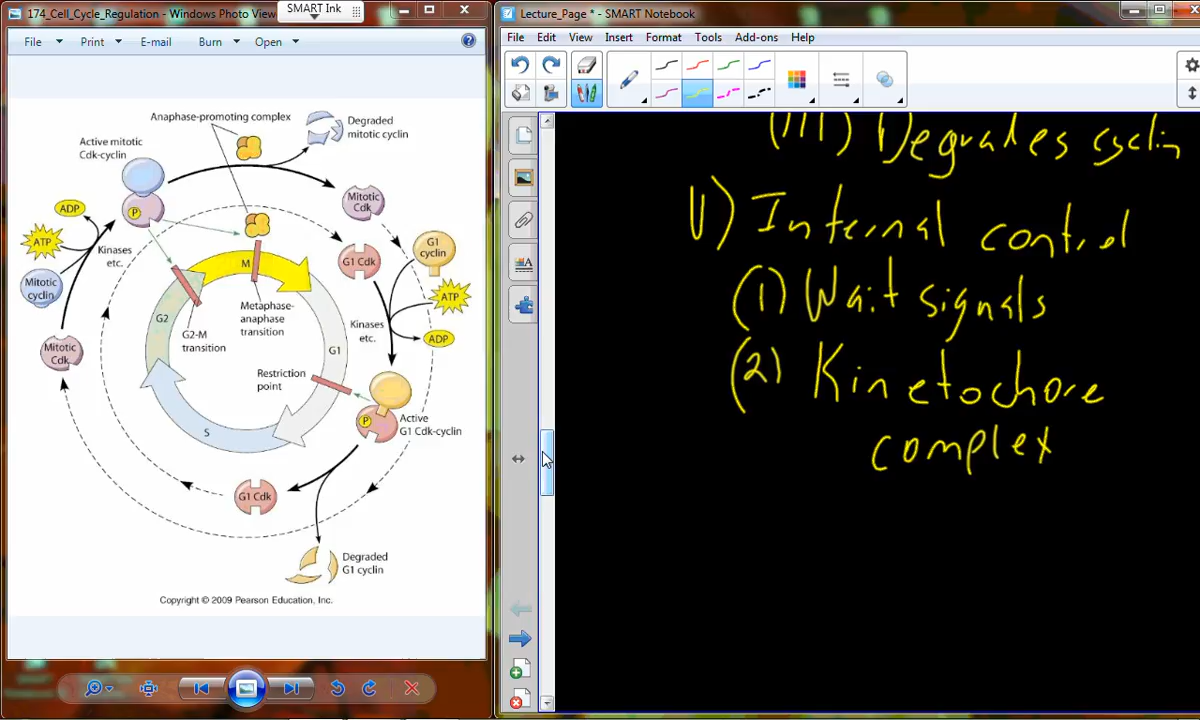 174_Cell_Cycle_Regulation - Windows Photo View
SMART Ink
File Print E-mail Burn Open
Anaphase-promoting complex
Degraded
mitotic cyclin
Active mitotic
Cdk-cyclin
P
ADP
ATP
Kinases
etc.
Mitotic
cyclin
Mitotic
Cdk
Mitotic
Cdk
G1 Cdk
G1
cyclin
ATP
Kinases
etc.
ADP
M
Metaphase-
anaphase
transition
G2
G2-M
transition
G1
Restriction
point
S
P
Active
G1 Cdk-cyclin
G1 Cdk
Degraded
G1 cyclin
Copyright © 2009 Pearson Education, Inc.
Lecture_Page * - SMART Notebook
File Edit View Insert Format Tools Add-ons Help
(III) Degrades cyclin
V) Internal control
(1) Wait signals
(2) Kinetochore
complex